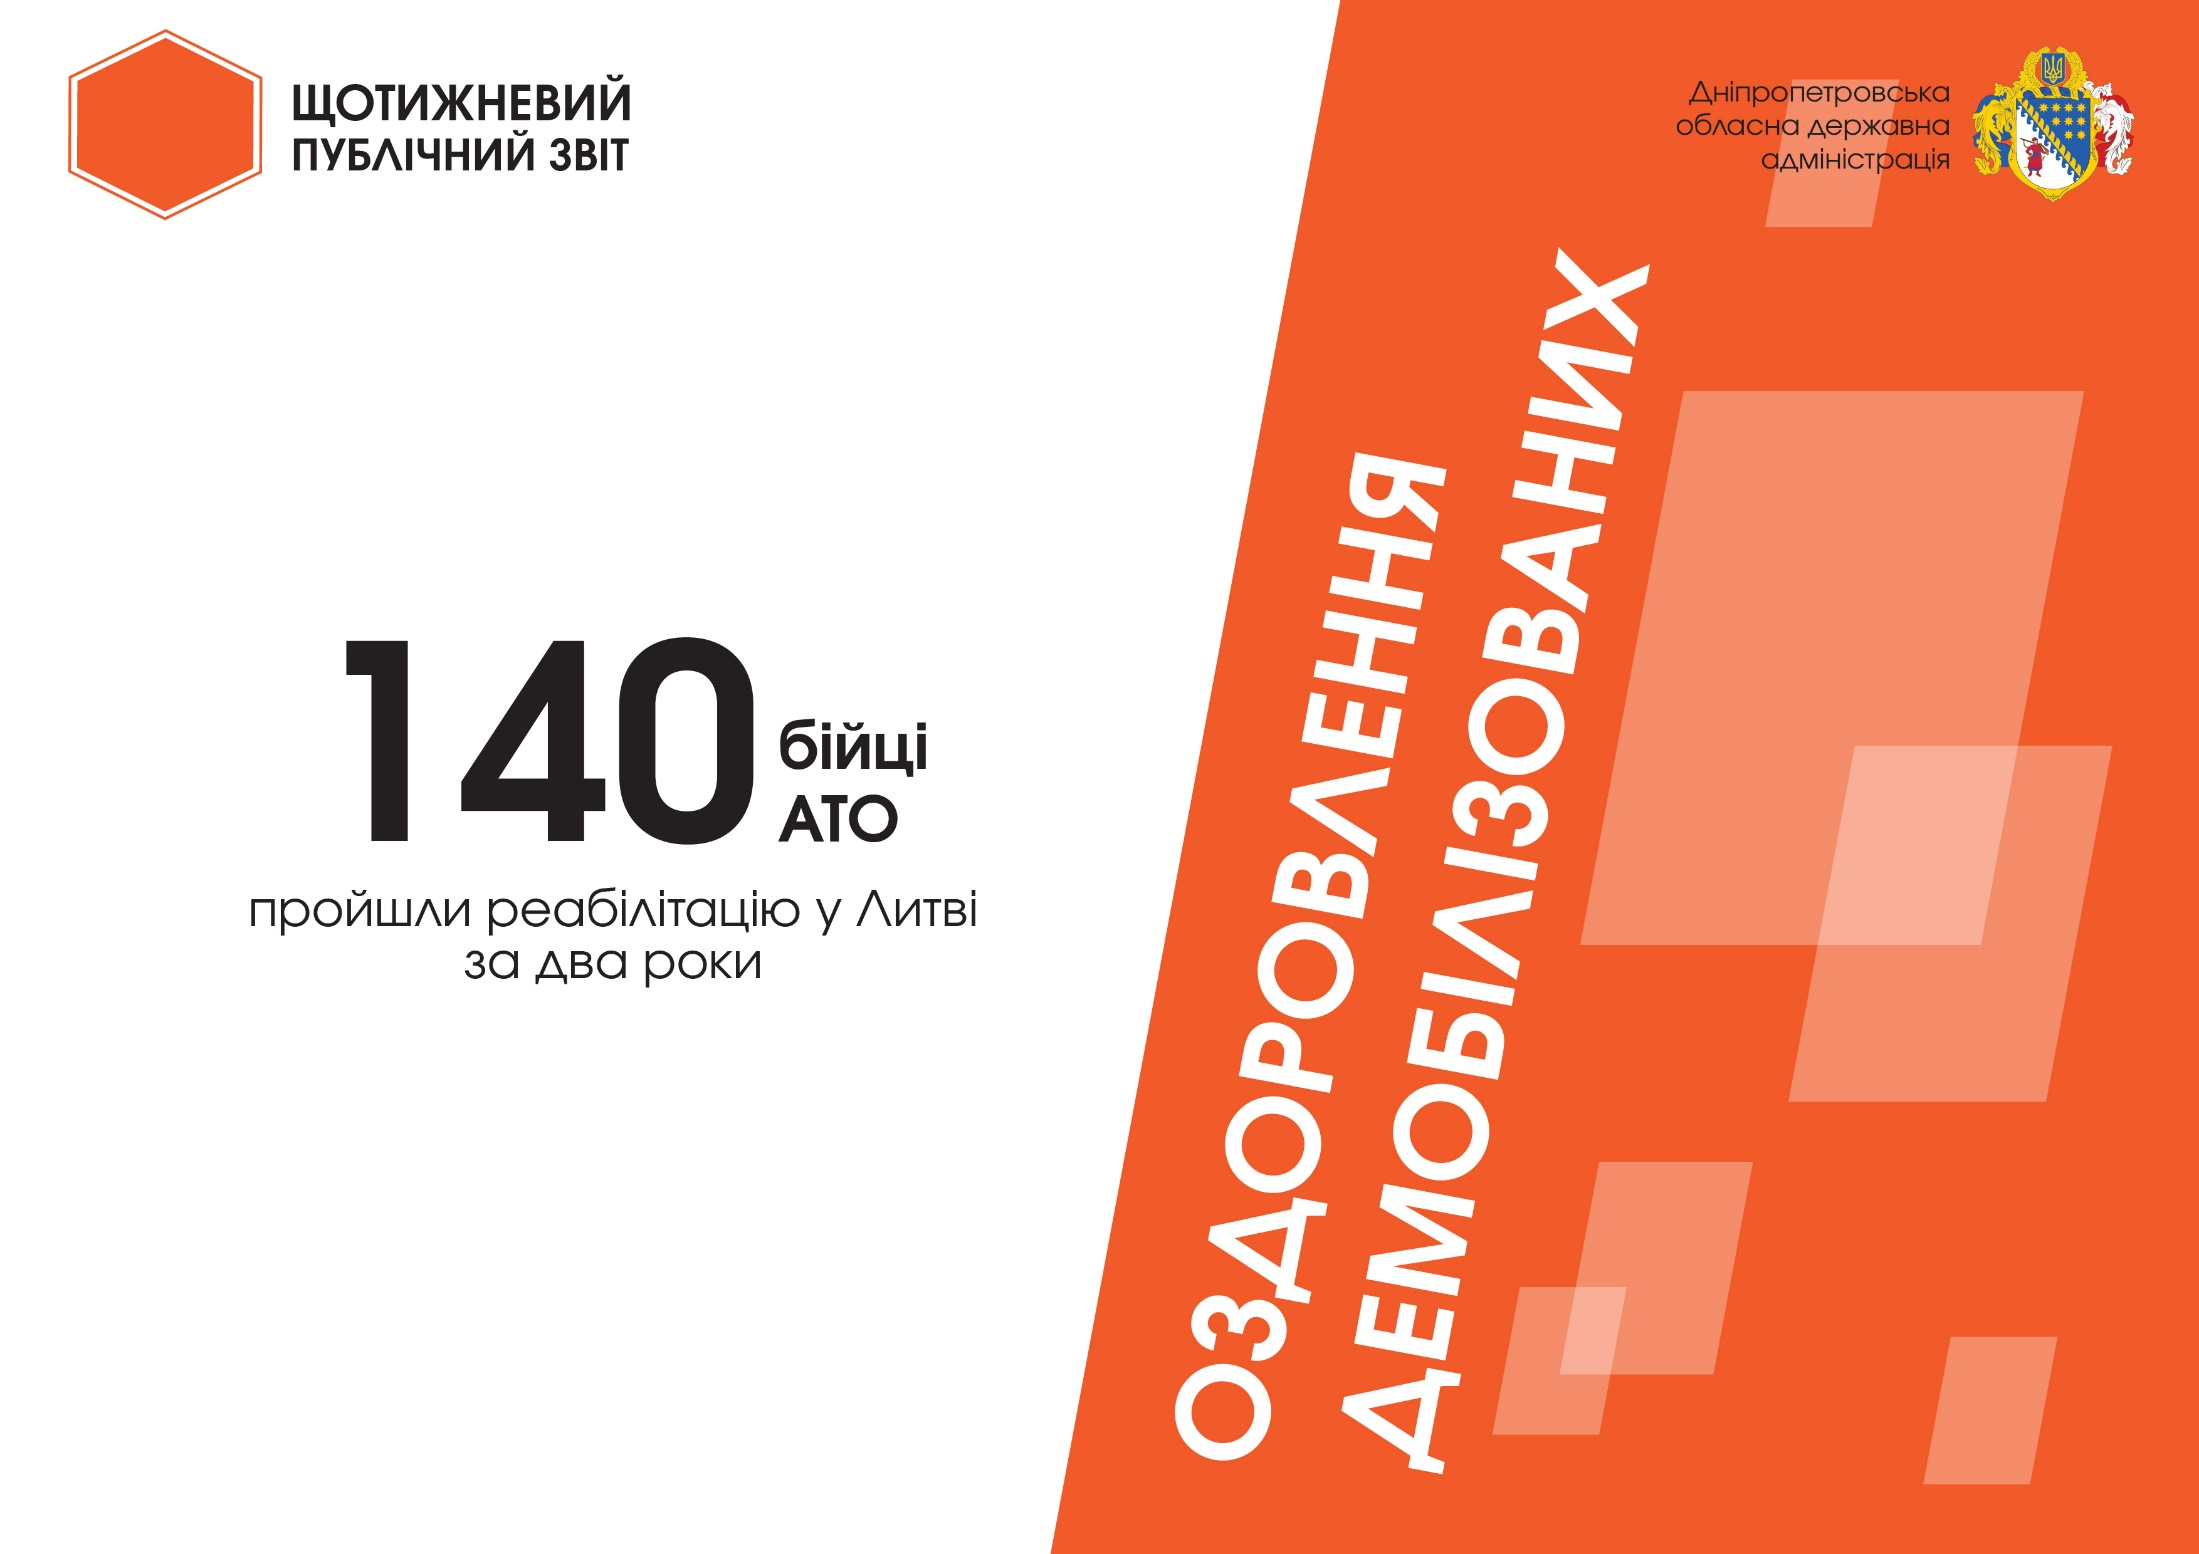 ЩОТИЖНЕВИЙ
ПУБЛІЧНИЙ ЗВІТ
Дніпропетровська
обласна державна
адміністрація
140 бійці
АТО
пройшли реабілітацію у Литві
за два роки
ОЗДОРОВЛЕННЯ
ДЕМОБІЛІЗОВАНИХ